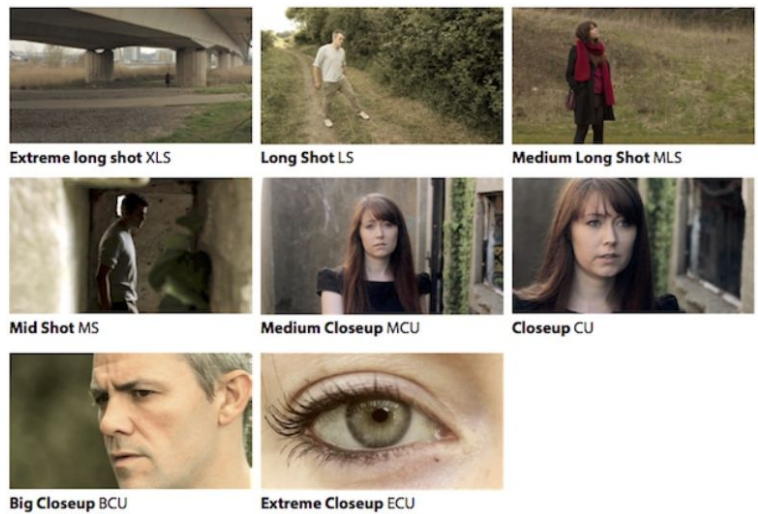 Extreme long shot XLS
Long Shot LS
Medium Long Shot MLS
Mid Shot MS
Medium Closeup MCU
Closeup CU
Big Closeup BCU
Extreme Closeup ECU